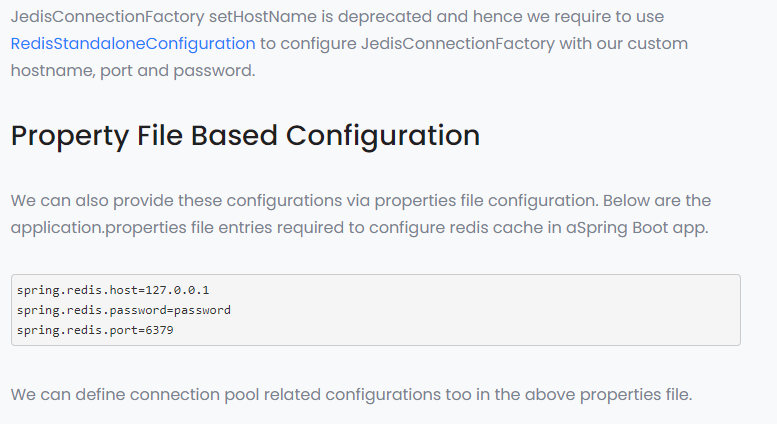 JedisConnectionFactory setHostName is deprecated and hence we require to use
RedisStandaloneConfiguration to configure JedisConnectionFactory with our custom
hostname, port and password.
Property File Based Configuration
We can also provide these configurations via properties file configuration. Below are the
application.properties file entries required to configure redis cache in aSpring Boot app.
spring.redis.host=127.0.0.1
spring.redis.password=password
spring.redis.port=6379
We can define connection pool related configurations too in the above properties file.